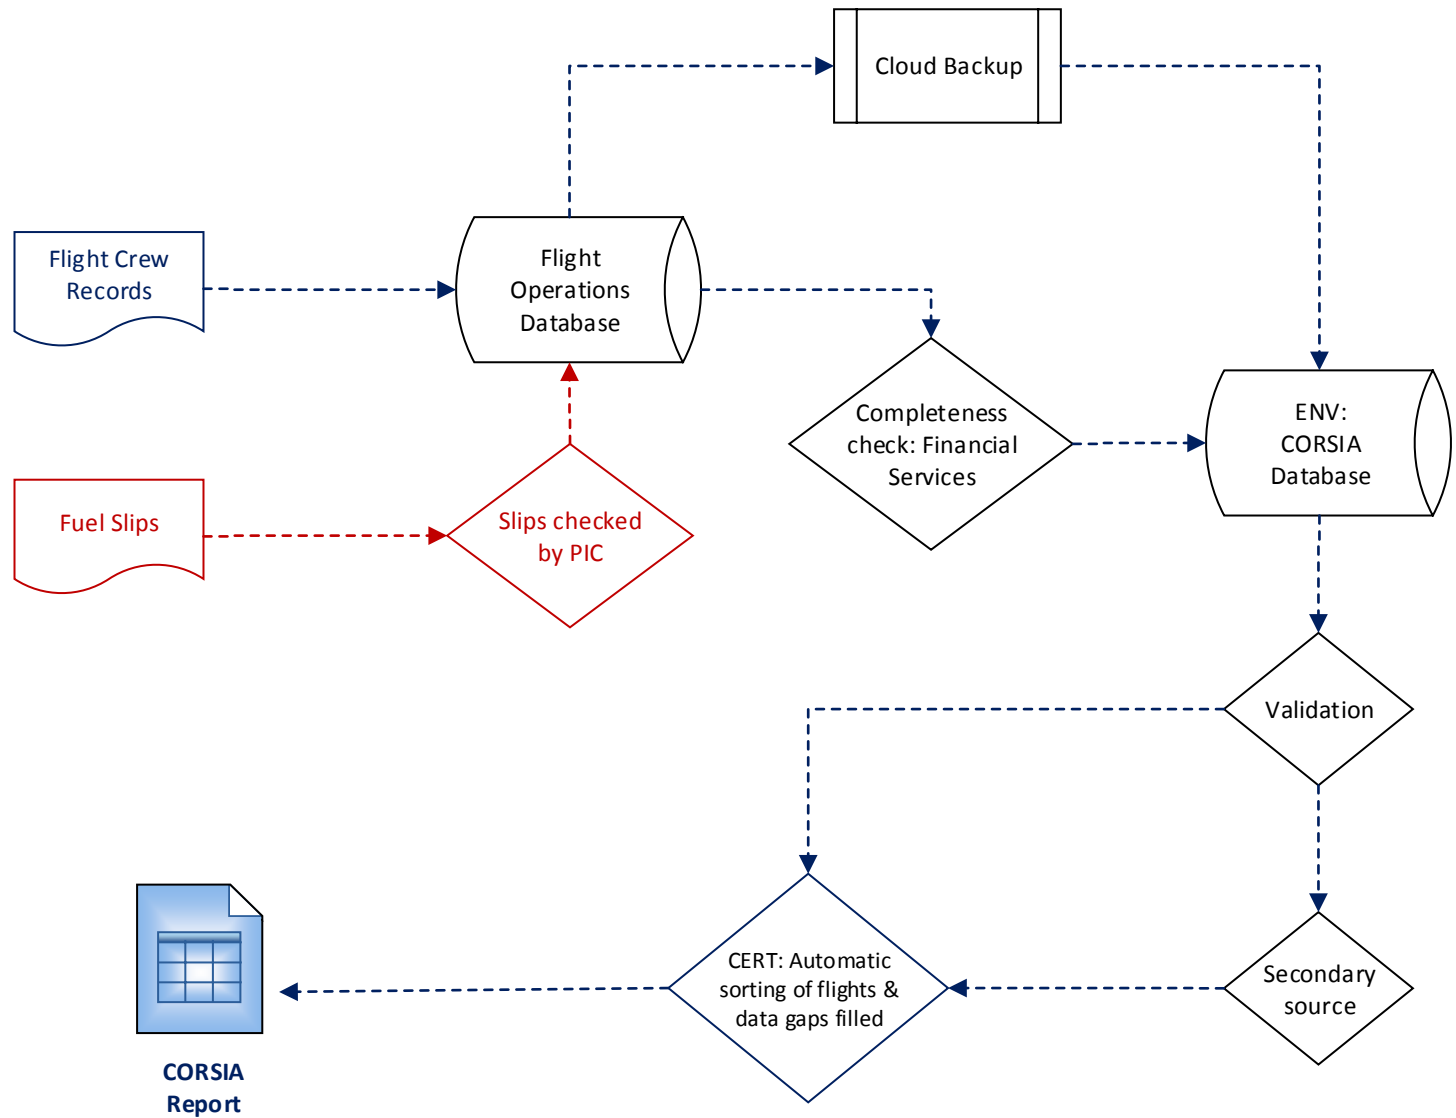 Cloud Backup
Flight Crew
Records
Flight
Operations
Database
Completeness
check: Financial
Services
ENV:
CORSIA
Database
Fuel Slips
Slips checked
by PIC
Validation
CERT: Automatic
sorting of flights &
data gaps filled
Secondary
source
CORSIA
Report